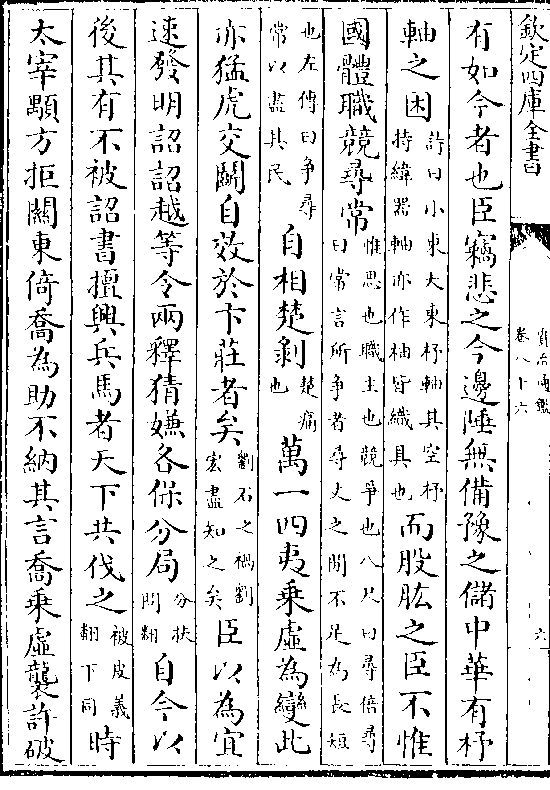 欽定四庫全書
資治通鑑
卷八十六
六
有如今者也臣竊悲之今邊陲無備豫之儲中華有杼
軸之困詩曰小東大東杼軸其空杼持緯器軸亦作柚皆織具也而股肱之臣不惟
國體職競尋常惟思也職主也競爭也八尺曰尋倍尋曰常言所爭者尋丈之間不足為長短
也左傳曰爭尋常以盡其民自相楚剝楚痛也萬一四夷乘虛為變此
亦猛虎交鬭自效於卞莊者矣劉石之禍劉宏盡知之矣臣以為宜
速發明詔詔越等令兩釋猜嫌各保分局分扶問翻自今以
後其有不被詔書擅興兵馬者天下共伐之被皮義翻下同時
太宰顒方拒關東倚喬為助不納其言喬乘虛襲許破